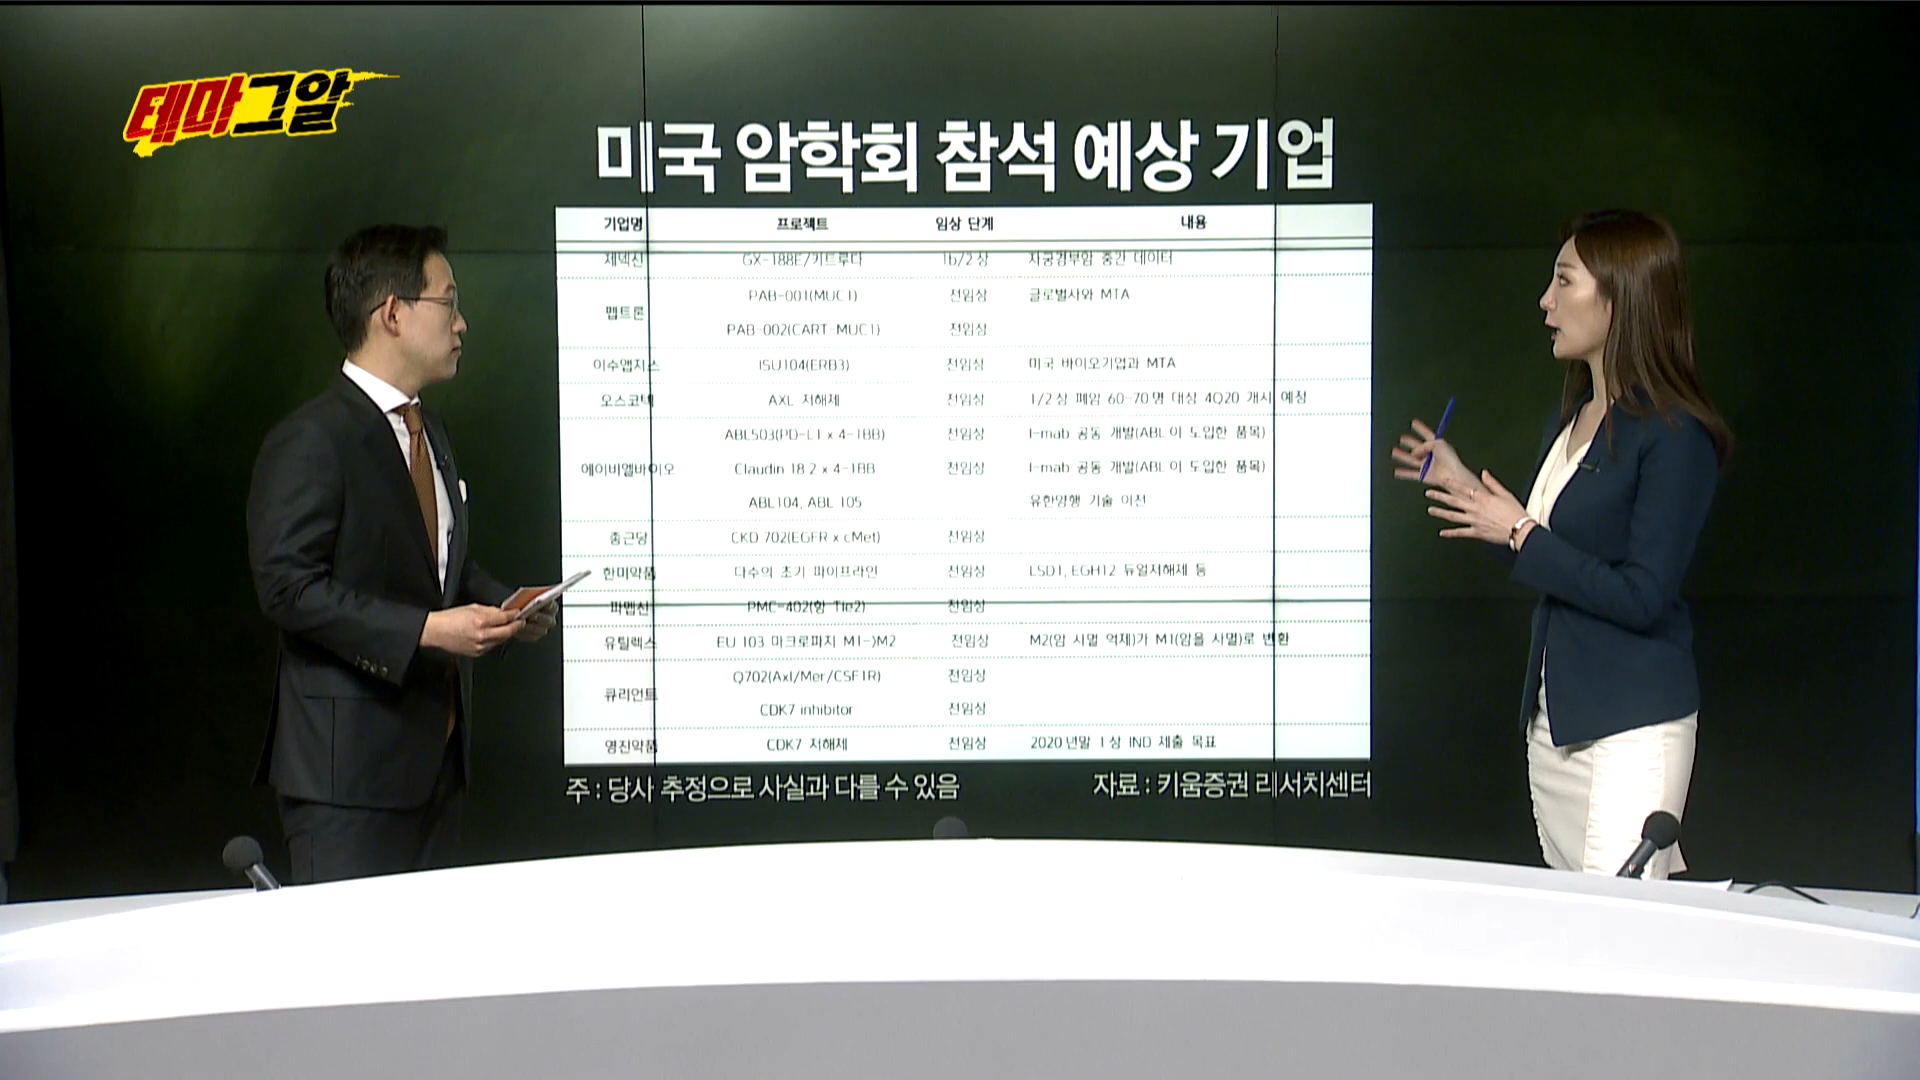 테마그알
미국 암학회 참석 예상 기업
기업명 프로젝트 임상 단계 내용
제넥신 GX-188E/키트루다 1b/2상 자궁경부암 중간 데이터
펩트론 PAB-001(MUC1) 전임상 글로벌사와 MTA
PAB-002(CART-MUC1) 전임상
이수앱지스 ISU104(ERB3) 전임상 미국 바이오기업과 MTA
오스코텍 AXL 저해제 전임상 1/2상 폐암 60-70명 대상 4Q20 개시 예정
ABL503(PD-L1 x 4-1BB) 전임상 I-mab 공동 개발(ABL이 도입한 품목)
에이비엘바이오 Claudin 18.2 x 4-1BB 전임상 I-mab 공동 개발(ABL이 도입한 품목)
ABL104, ABL 105 유한양행 기술 이전
종근당 CKD 702(EGFR x cMet) 전임상
한미약품 다수의 초기 파이프라인 전임상 LSD1, EGH12 듀얼저해제 등
파멥신 PMC-402(항 Tie2) 전임상
유틸렉스 EU 103 마크로파지 M1->M2 전임상 M2(암 사멸 억제)가 M1(암을 사멸)로 변환
큐리언트 Q702(Axl/Mer/CSF1R) 전임상
CDK7 inhibitor 전임상
영진약품 CDK7 저해제 전임상 2020년말 1상 IND 제출 목표
주 : 당사 추정으로 사실과 다를 수 있음 자료 : 키움증권 리서치센터